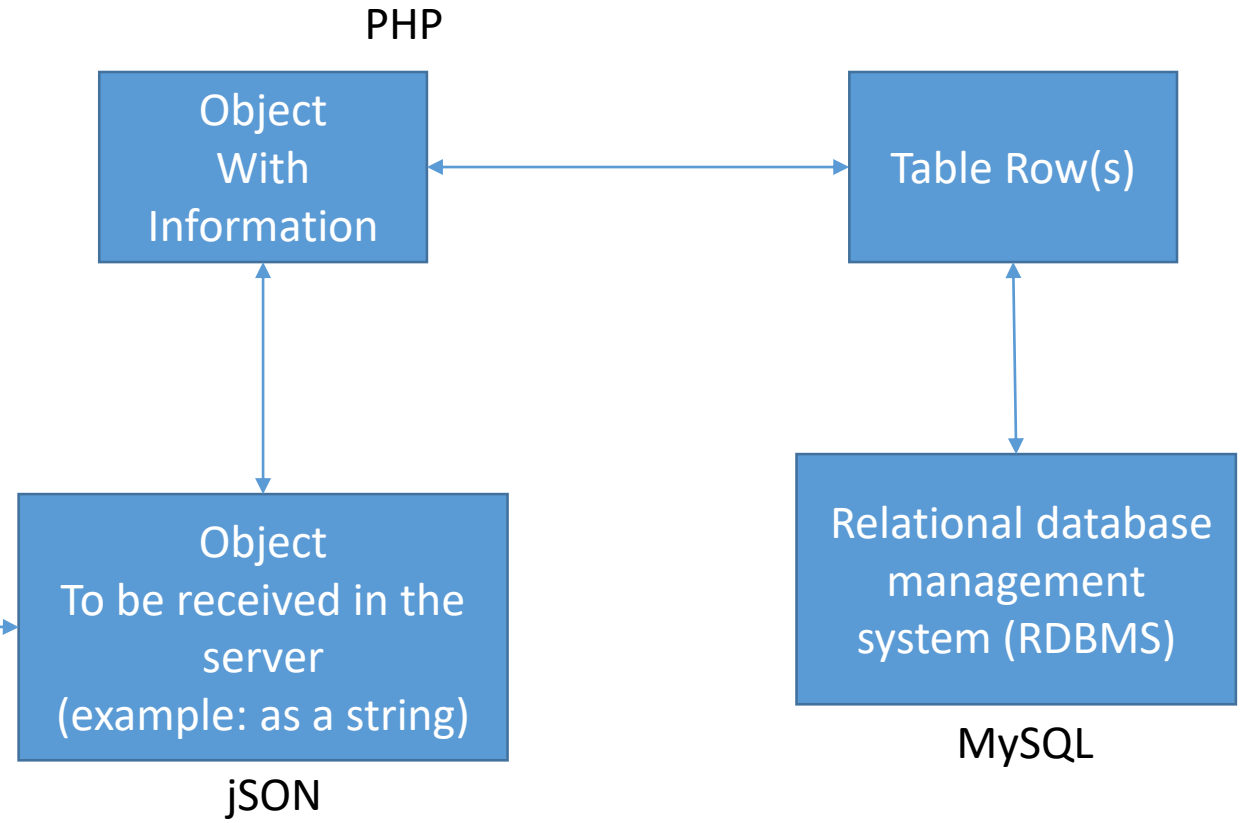 PHP
Object
With
Information
Table Row(s)
Object
To be received in the
server
(example: as a string)
jSON
Relational database
management
system (RDBMS)
MySQL